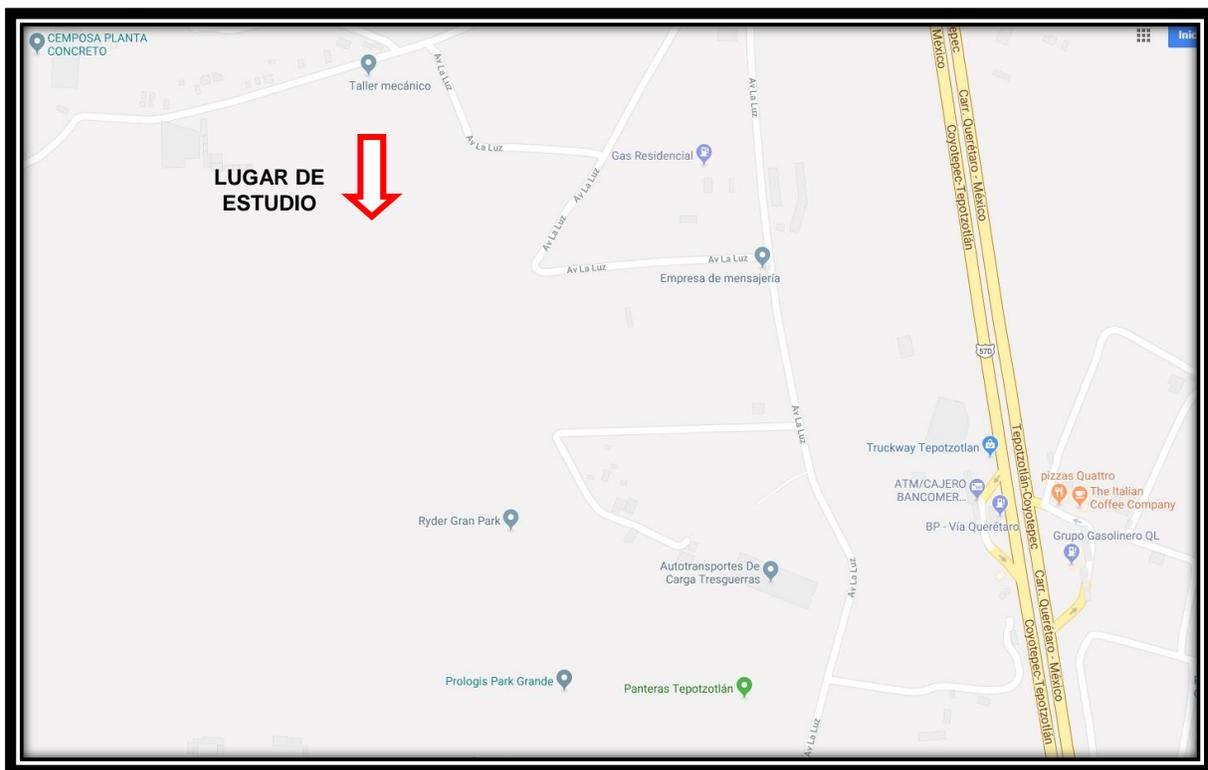 CEMPOSA PLANTA
CONCRETO
Taller mecánico
Av La Luz
Av La Luz
Av La Luz
Av La Luz
Av La Luz
Av La Luz
Av La Luz
Gas Residencial
LUGAR DE
ESTUDIO
Empresa de mensajería
México
Carr. Querétaro - México
Coyotepec-Tepotzotlán
57D
Av La Luz
Truckway Tepotzotlan
Tepotzotlán-Coyotepec
pizzas Quattro
ATM/CAJERO
BANCOMER...
The Italian
Coffee Company
Ryder Gran Park
BP - Vía Querétaro
Grupo Gasolinero QL
Autotransportes De
Carga Tresguerras
Av La Luz
Carr. Querétaro - México
Coyotepec-Tepotzotlán
Prologis Park Grande
Panteras Tepotzotlán
Av La Luz